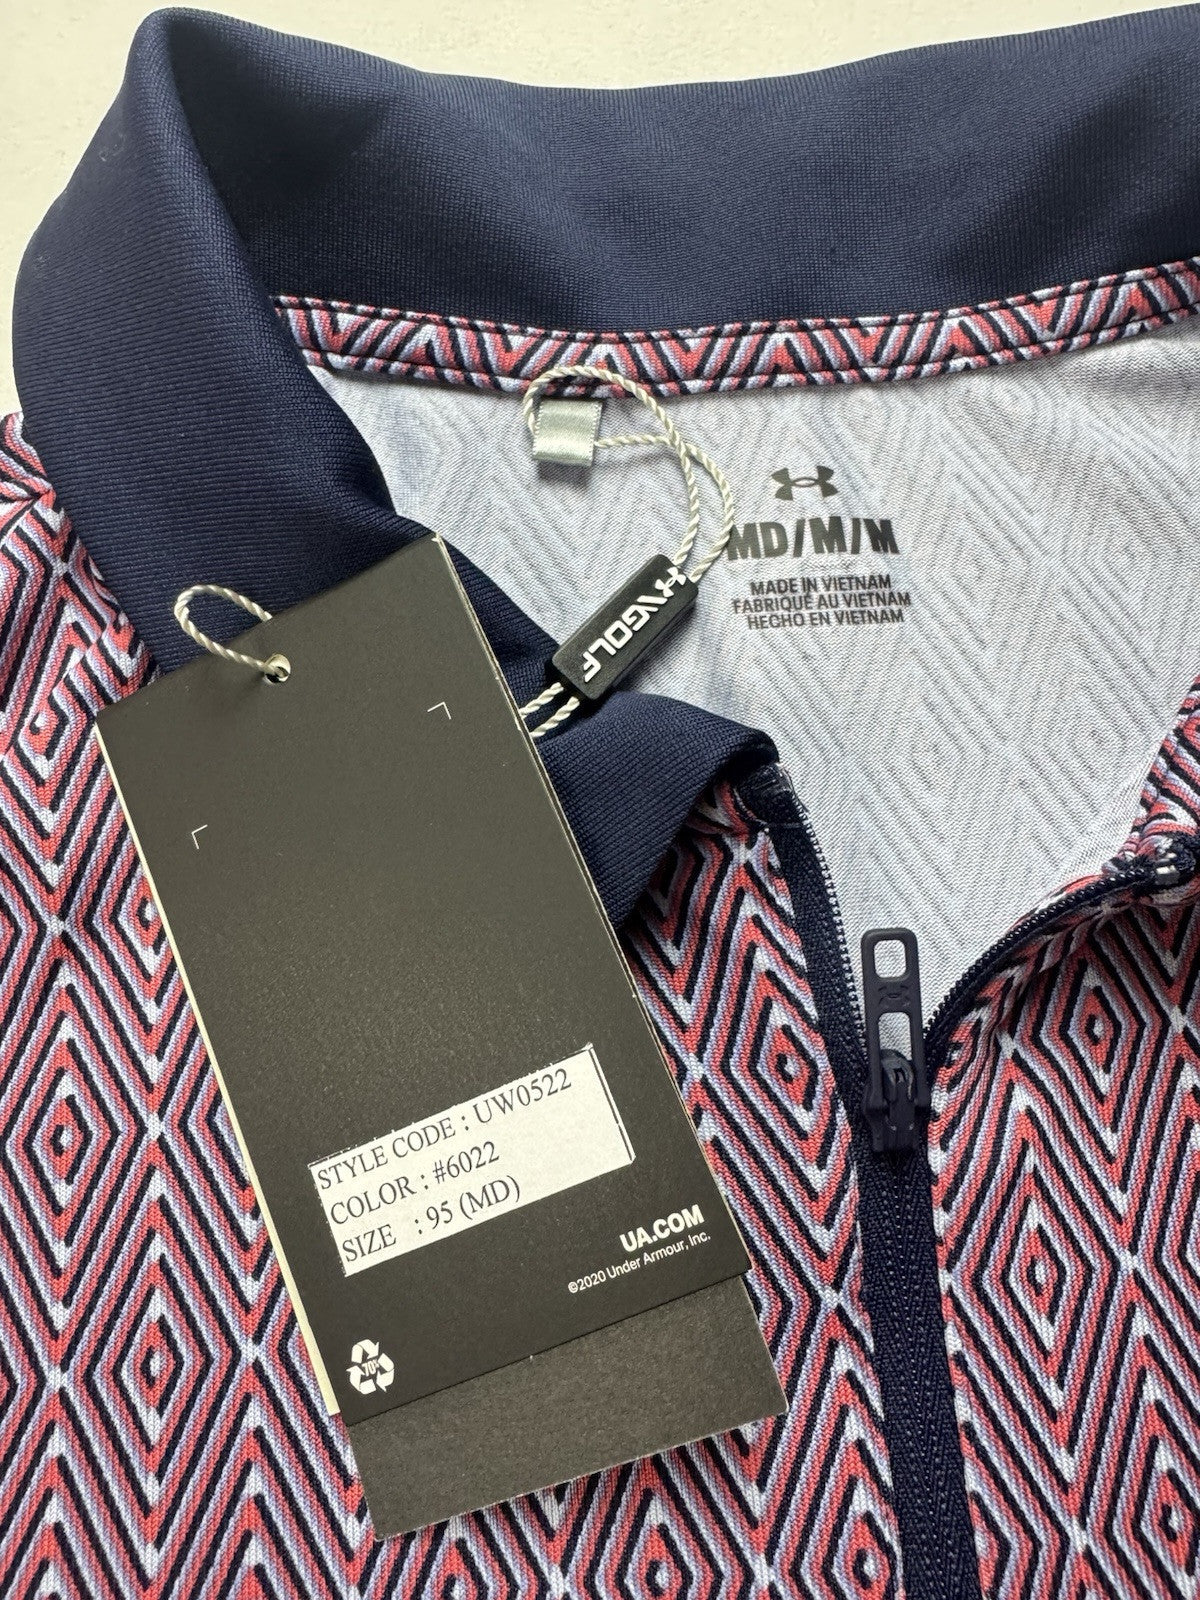 MD/M/M
MADE IN VIETNAM
FABRIQUÉ AU VIETNAM
HECHO EN VIETNAM
GOLF
STYLE CODE : UW0522
COLOR : #6022
SIZE : 95 (MD)
UA.COM
©2020 Under Armour, Inc.